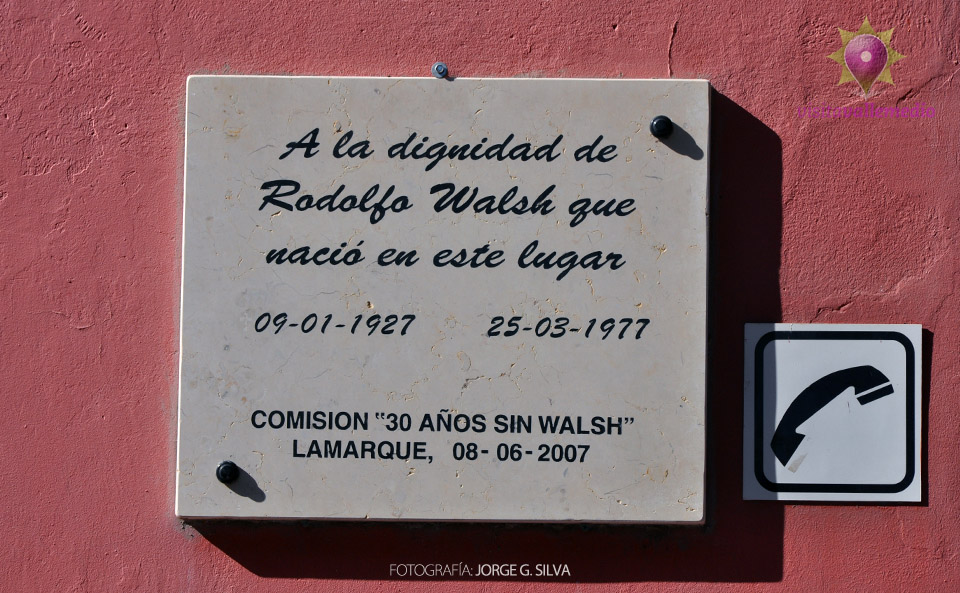 A la dignidad de
Rodolfo Walsh que
nació en este lugar
09-01-1927 25-03-1977
COMISION "30 AÑOS SIN WALSH"
LAMARQUE, 08-06-2007
FOTOGRAFÍA: JORGE G. SILVA